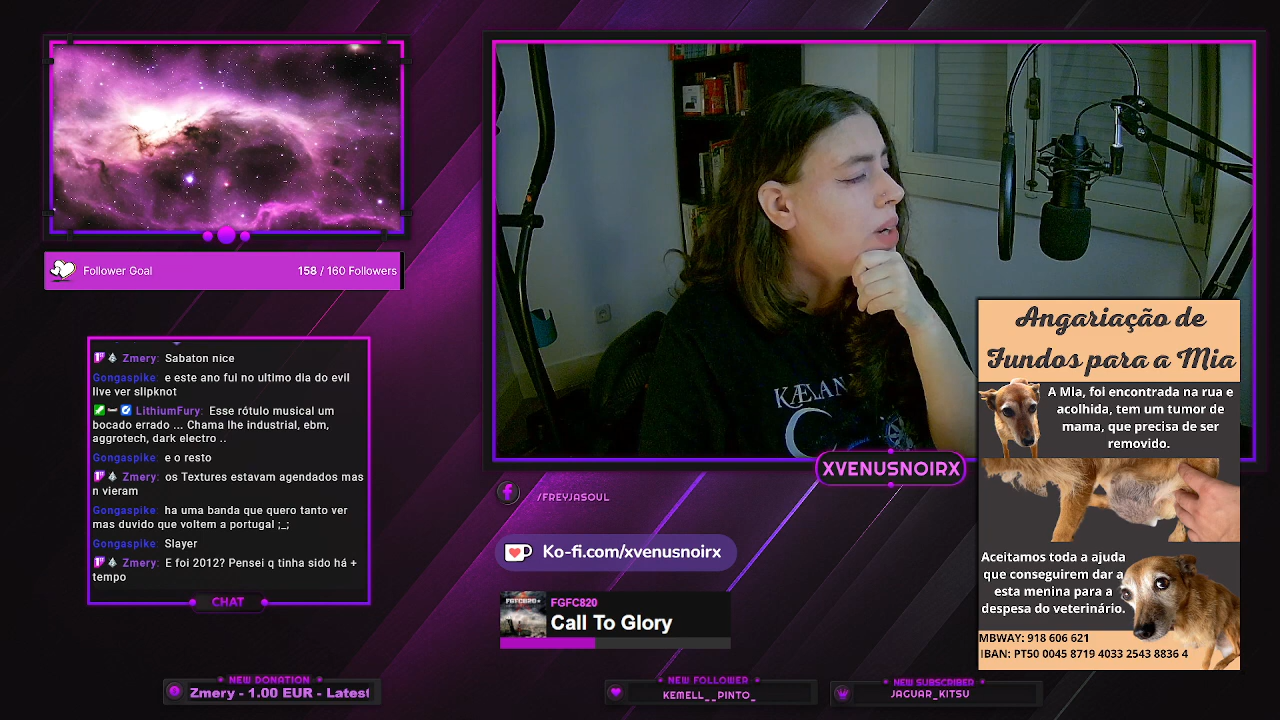 Follower Goal
158 / 160 Followers
Zmery: Sabaton nice
Gongaspike: e este ano fui no ultimo dia do evil
live ver slipknot
LithiumFury: Esse rótulo musical um
bocado errado ... Chama lhe industrial, ebm,
aggrotech, dark electro ..
Gongaspike: e o resto
Zmery: os Textures estavam agendados mas
n vieram
Gongaspike: ha uma banda que quero tanto ver
mas duvido que voltem a portugal ;_;
Gongaspike: Slayer
Zmery: E foi 2012? Pensei q tinha sido há +
tempo
CHAT
KÆLAN
XVENUSNOIRX
/FREYJASOUL
Ko-fi.com/xvenusnoirx
FGFC820
Call To Glory
Angariação de
Fundos para a Mia
A Mia, foi encontrada na rua e
acolhida, tem um tumor de
mama, que precisa de ser
removido.
Aceitamos toda a ajuda
que conseguirem dar a
esta menina para a
despesa do veterinário.
MBWAY: 918 606 621
IBAN: PT50 0045 8719 4033 2543 8836 4
NEW DONATION
Zmery - 1.00 EUR - Latest
NEW FOLLOWER
KEMELL__PINTO_
NEW SUBSCRIBER
JAGUAR_KITSU